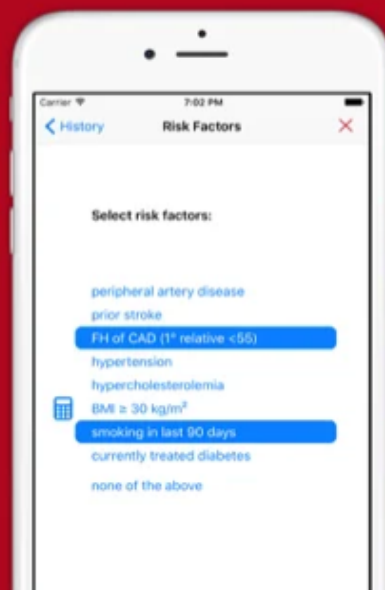 Carrier
7:02 PM
History
Risk Factors
Select risk factors:
peripheral artery disease
prior stroke
FH of CAD (1° relative <55)
hypertension
hypercholesterolemia
BMI ≥ 30 kg/m²
smoking in last 90 days
currently treated diabetes
none of the above